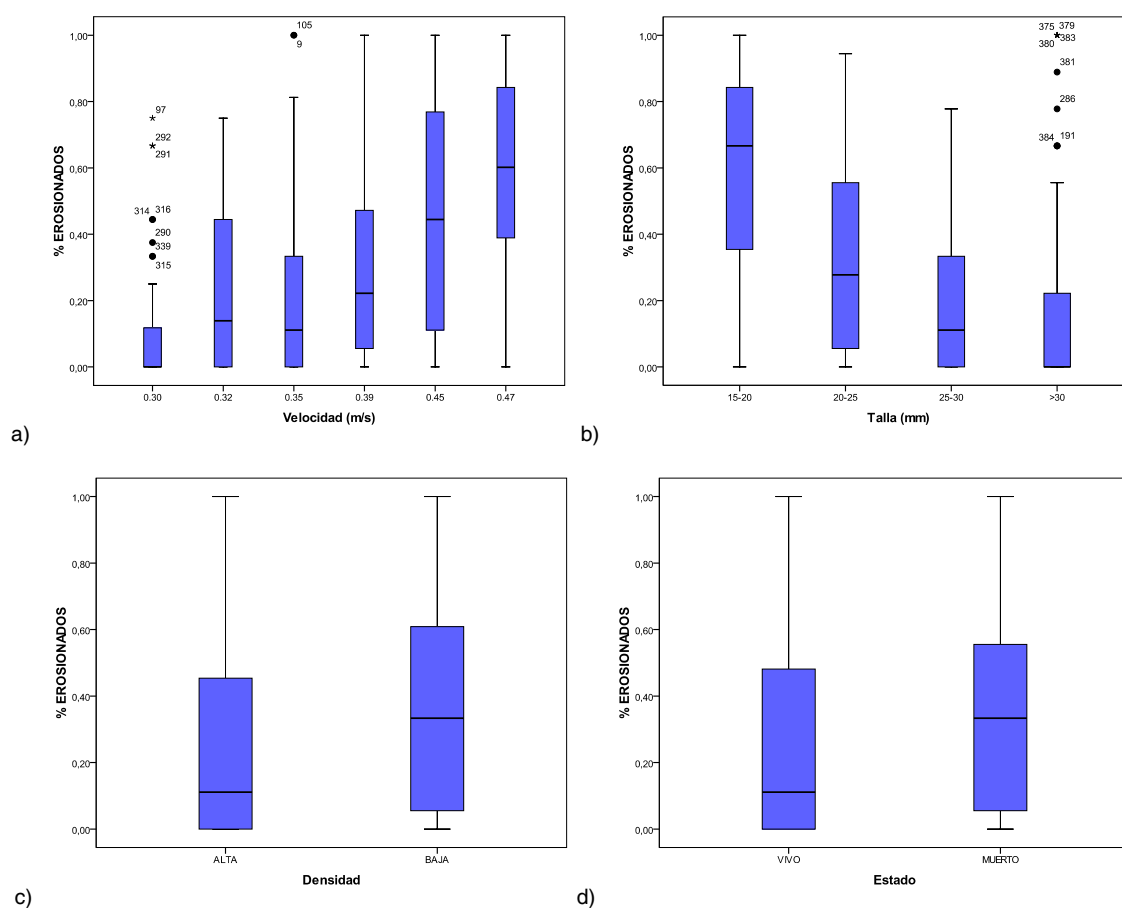 105
9
97
292
291
314 316
290
339
315
1,00
0,80
0,60
0,40
0,20
0,00
% EROSIONADOS
0.30 0.32 0.35 0.39 0.45 0.47
Velocidad (m/s)
a)
375 379
383
380
381
286
384 191
1,00
0,80
0,60
0,40
0,20
0,00
% EROSIONADOS
15-20 20-25 25-30 >30
Talla (mm)
b)
1,00
0,80
0,60
0,40
0,20
0,00
% EROSIONADOS
ALTA BAJA
Densidad
c)
1,00
0,80
0,60
0,40
0,20
0,00
% EROSIONADOS
VIVO MUERTO
Estado
d)